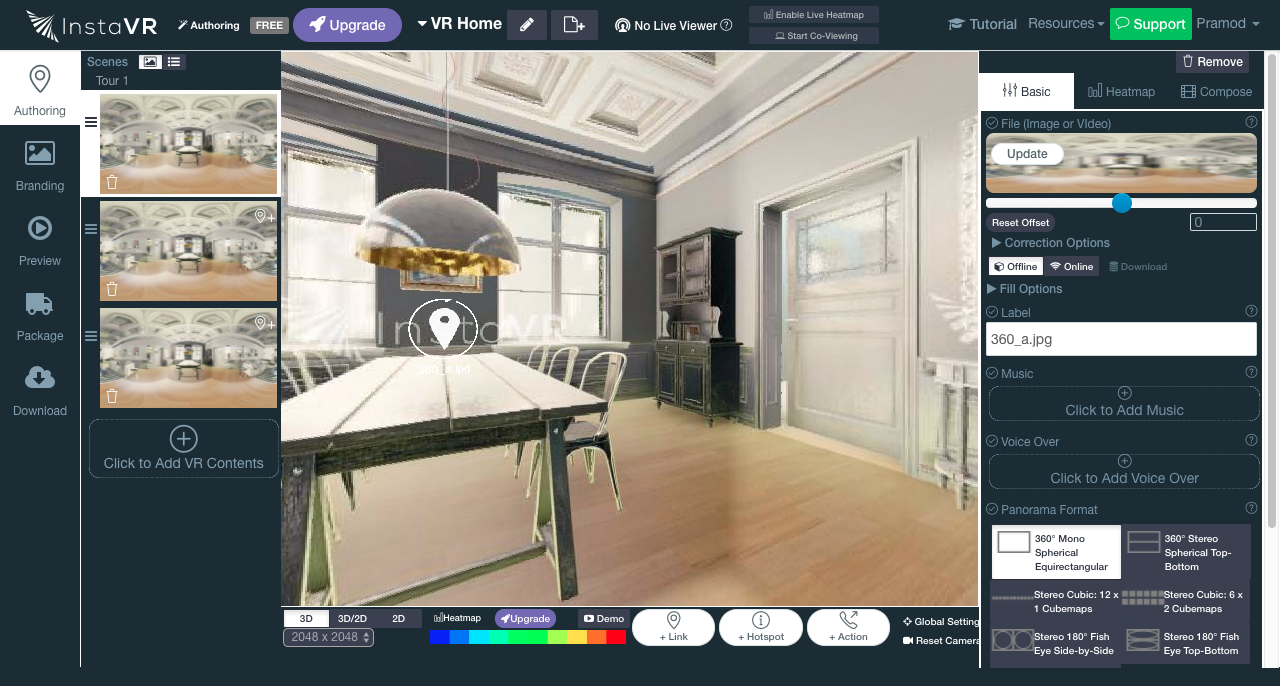 InstaVR
Authoring
FREE
Upgrade
VR Home
No Live Viewer
Enable Live Heatmap
Start Co-Viewing
Tutorial
Resources
Support
Pramod
Scenes
Tour 1
Authoring
Branding
Preview
Package
Download
Click to Add VR Contents
InstaVR
360_a.jpg
3D
3D/2D
2D
2048 x 2048
Heatmap
Upgrade
Demo
+ Link
+ Hotspot
+ Action
Global Setting
Reset Camera
Remove
Basic
Heatmap
Compose
File (Image or VIdeo)
Update
Reset Offset
0
Correction Options
Offline
Online
Download
Fill Options
Label
360_a.jpg
Music
Click to Add Music
Voice Over
Click to Add Voice Over
Panorama Format
360° Mono
Spherical
Equirectangular
360° Stereo
Spherical Top-
Bottom
Stereo Cubic: 12 x
1 Cubemaps
Stereo Cubic: 6 x
2 Cubemaps
Stereo 180° Fish
Eye Side-by-Side
Stereo 180° Fish
Eye Top-Bottom